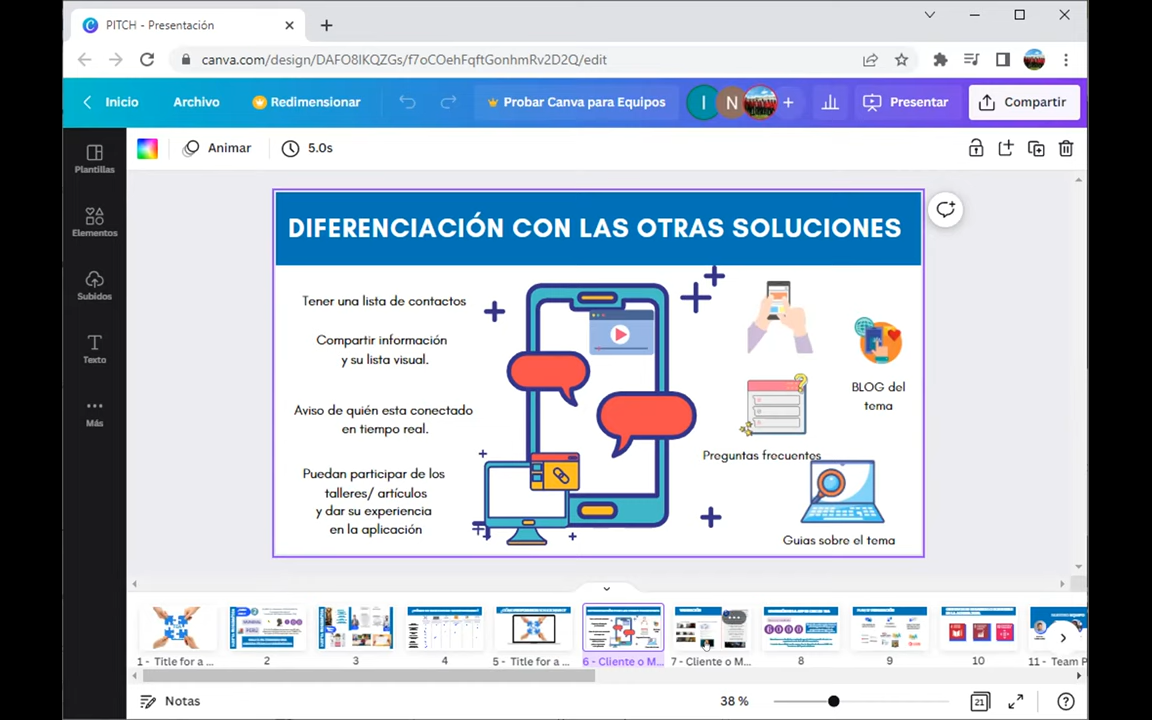 PITCH - Presentación
canva.com/design/DAFO8IKQZGs/f7oCOehFqftGonhmRv2D2Q/edit
Inicio
Archivo
Redimensionar
Probar Canva para Equipos
I
N
Presentar
Compartir
Plantillas
Animar
5.0s
Elementos
Subidos
Texto
Más
DIFERENCIACIÓN CON LAS OTRAS SOLUCIONES
Tener una lista de contactos
Compartir información
y su lista visual.
Aviso de quién esta conectado
en tiempo real.
Puedan participar de los
talleres/ artículos
y dar su experiencia
en la aplicación
BLOG del
tema
Preguntas frecuentes
Guias sobre el tema
1 - Title for a ...
2
3
4
5 - Title for a ...
6 - Cliente o M...
7 - Cliente o M...
8
9
10
11 - Team P
Notas
38 %
21